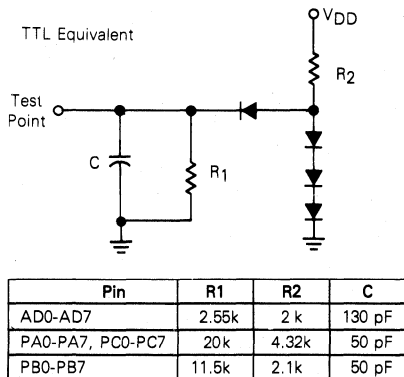 VDD
TTL Equivalent
R2
Test
Point
C
R1
Pin R1 R2 C
AD0-AD7 2.55k 2 k 130 pF
PA0-PA7, PC0-PC7 20k 4.32k 50 pF
PB0-PB7 11.5k 2.1k 50 pF